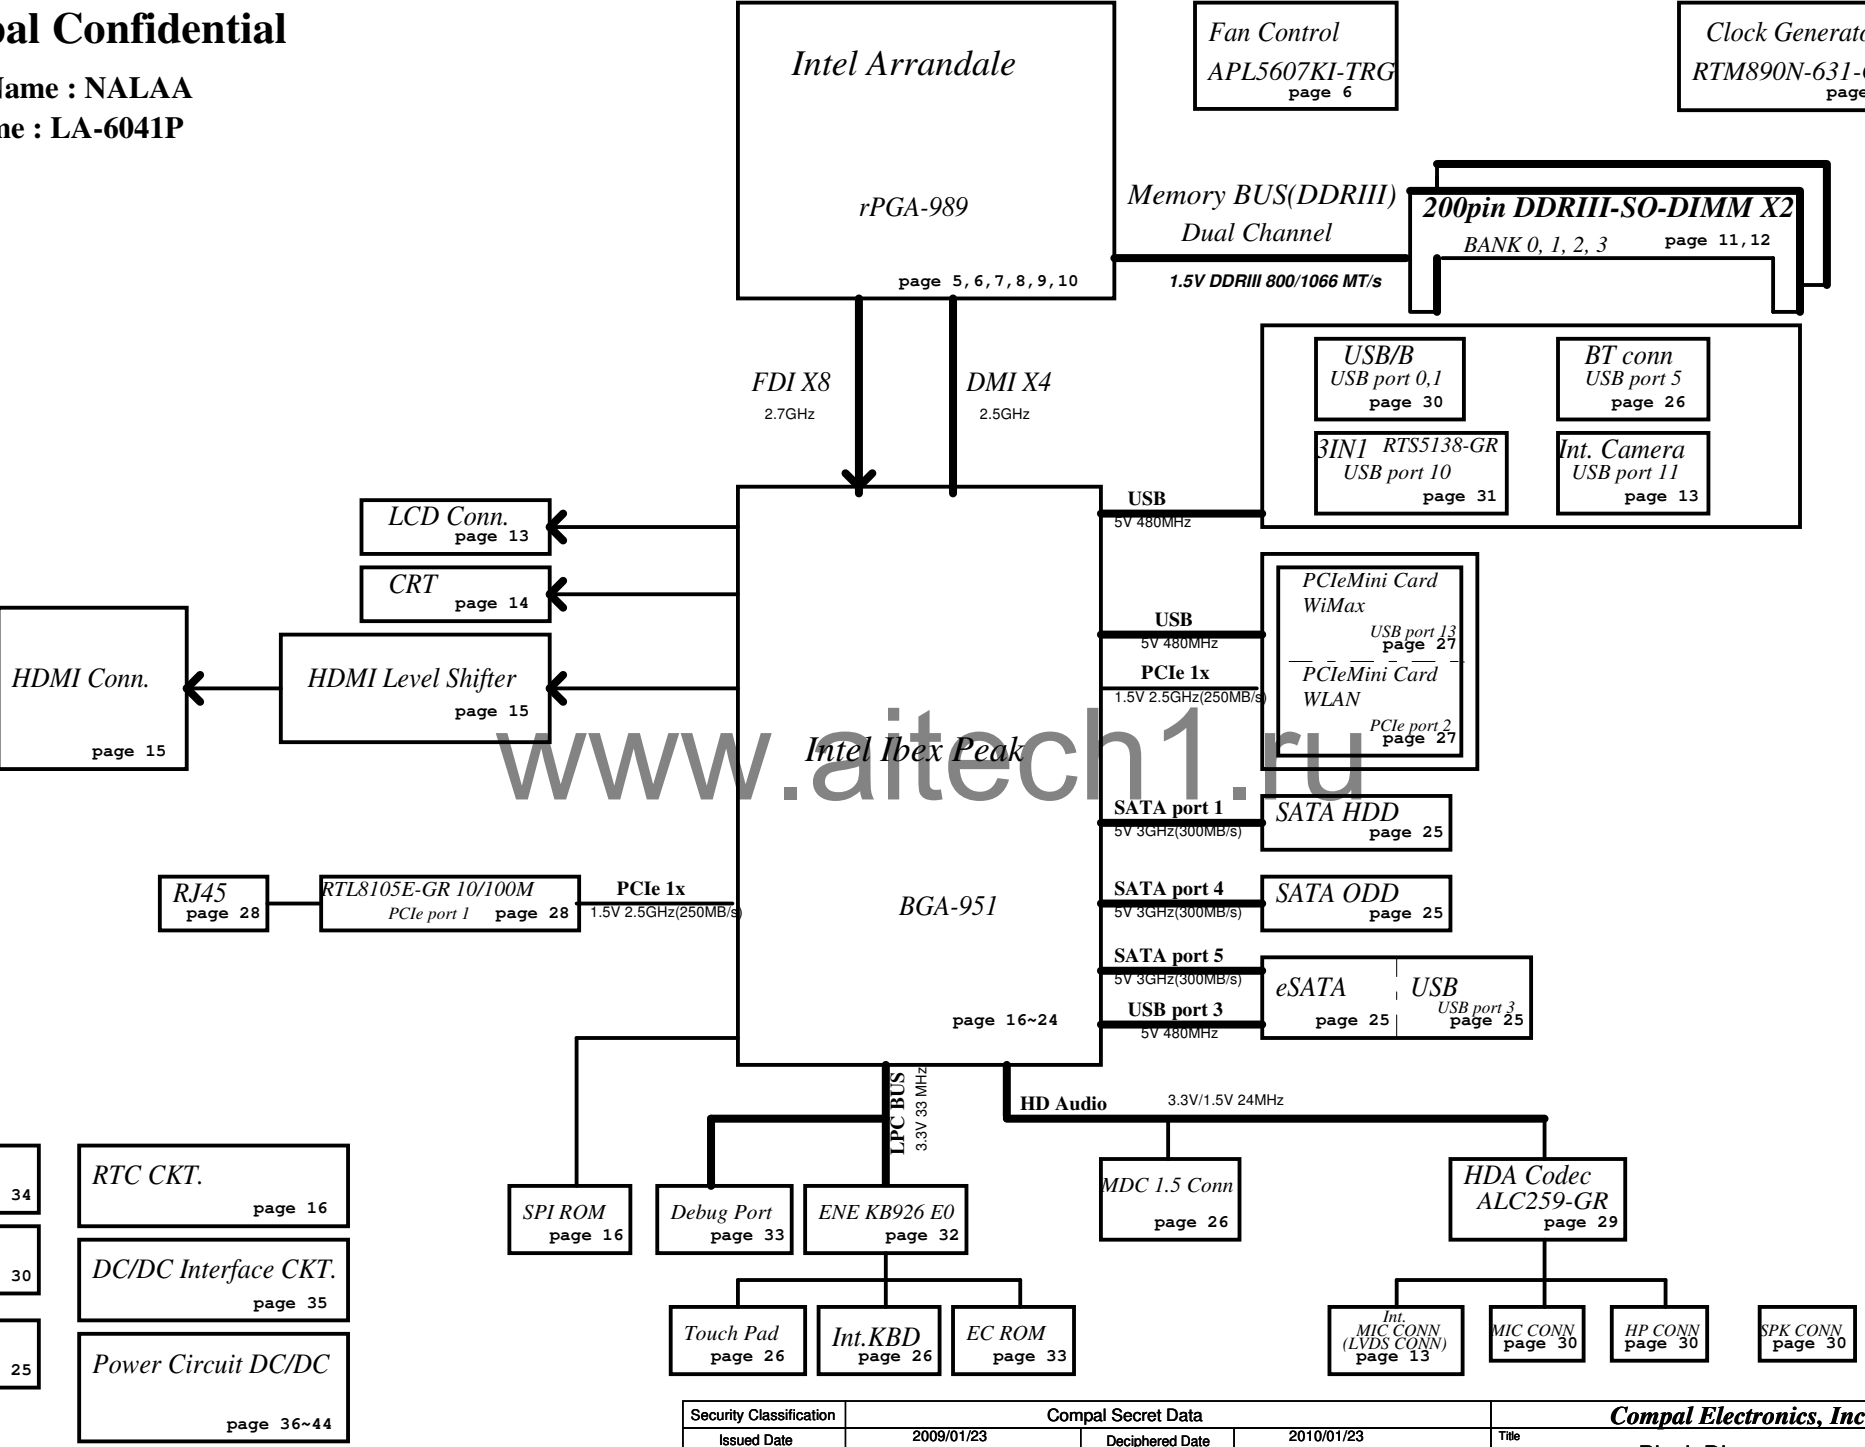 pal Confidential
Name : NALAA
me : LA-6041P
Intel Arrandale
rPGA-989
page 5,6,7,8,9,10
Fan Control
APL5607KI-TRG
page 6
Clock Generato
RTM890N-631-
page
Memory BUS(DDRIII)
Dual Channel
1.5V DDRIII 800/1066 MT/s
200pin DDRIII-SO-DIMM X2
BANK 0, 1, 2, 3
page 11,12
FDI X8
2.7GHz
DMI X4
2.5GHz
USB/B
USB port 0,1
page 30
BT conn
USB port 5
page 26
3IN1 RTS5138-GR
USB port 10
page 31
Int. Camera
USB port 11
page 13
USB
5V 480MHz
LCD Conn.
page 13
CRT
page 14
HDMI Conn.
page 15
HDMI Level Shifter
page 15
USB
5V 480MHz
PCIe 1x
1.5V 2.5GHz(250MB/s)
PCIeMini Card
WiMax
USB port 13
page 27
PCIeMini Card
WLAN
PCIe port 2
page 27
Intel Ibex Peak
www.aitech1.ru
BGA-951
page 16~24
SATA port 1
5V 3GHz(300MB/s)
SATA HDD
page 25
RJ45
page 28
RTL8105E-GR 10/100M
PCIe port 1 page 28
PCIe 1x
1.5V 2.5GHz(250MB/s)
SATA port 4
5V 3GHz(300MB/s)
SATA ODD
page 25
SATA port 5
5V 3GHz(300MB/s)
USB port 3
5V 480MHz
eSATA
page 25
USB
USB port 3
page 25
LPC BUS
3.3V 33 MHz
HD Audio
3.3V/1.5V 24MHz
34
30
25
RTC CKT.
page 16
DC/DC Interface CKT.
page 35
Power Circuit DC/DC
page 36~44
SPI ROM
page 16
Debug Port
page 33
ENE KB926 E0
page 32
MDC 1.5 Conn
page 26
HDA Codec
ALC259-GR
page 29
Touch Pad
page 26
Int.KBD
page 26
EC ROM
page 33
Int.
MIC CONN
(LVDS CONN)
page 13
MIC CONN
page 30
HP CONN
page 30
SPK CONN
page 30
Security Classification
Compal Secret Data
Compal Electronics, Inc
Issued Date
2009/01/23
Deciphered Date
2010/01/23
Title